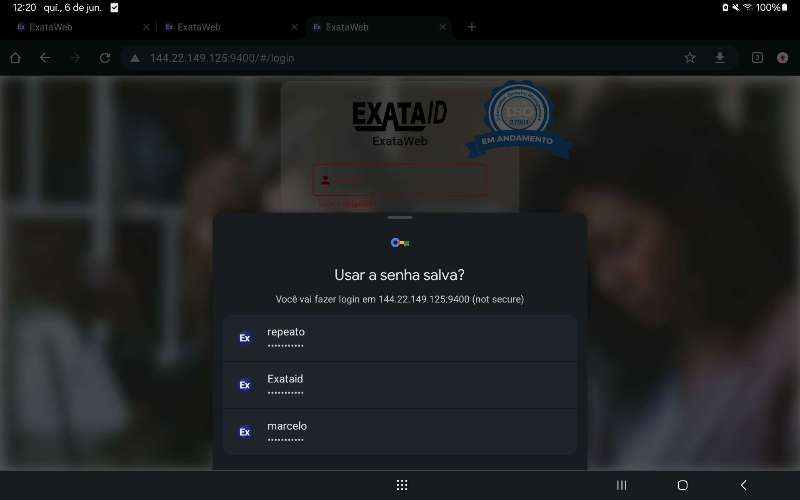 12:20 qui., 6 de jun. 100%
ExataWeb
ExataWeb
ExataWeb
144.22.149.125:9400/#/login
3
EXATAID
ExataWeb
ISO
27001
EM ANDAMENTO
Usar a senha salva?
Você vai fazer login em 144.22.149.125:9400 (not secure)
Ex
repeato
•••••••••••
Ex
Exataid
•••••••••••
Ex
marcelo
•••••••••••